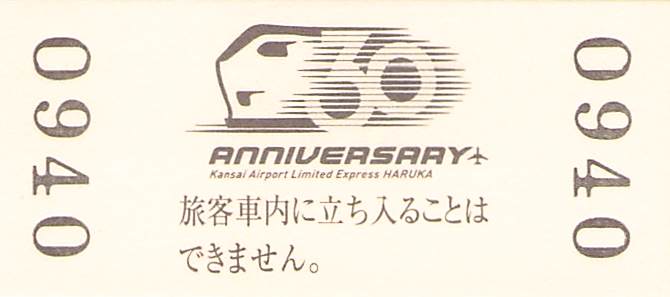 0940
ANNIVERSARY
Kansai Airport Limited Express HARUKA
旅客車内に立ち入ることは
できません。
0940